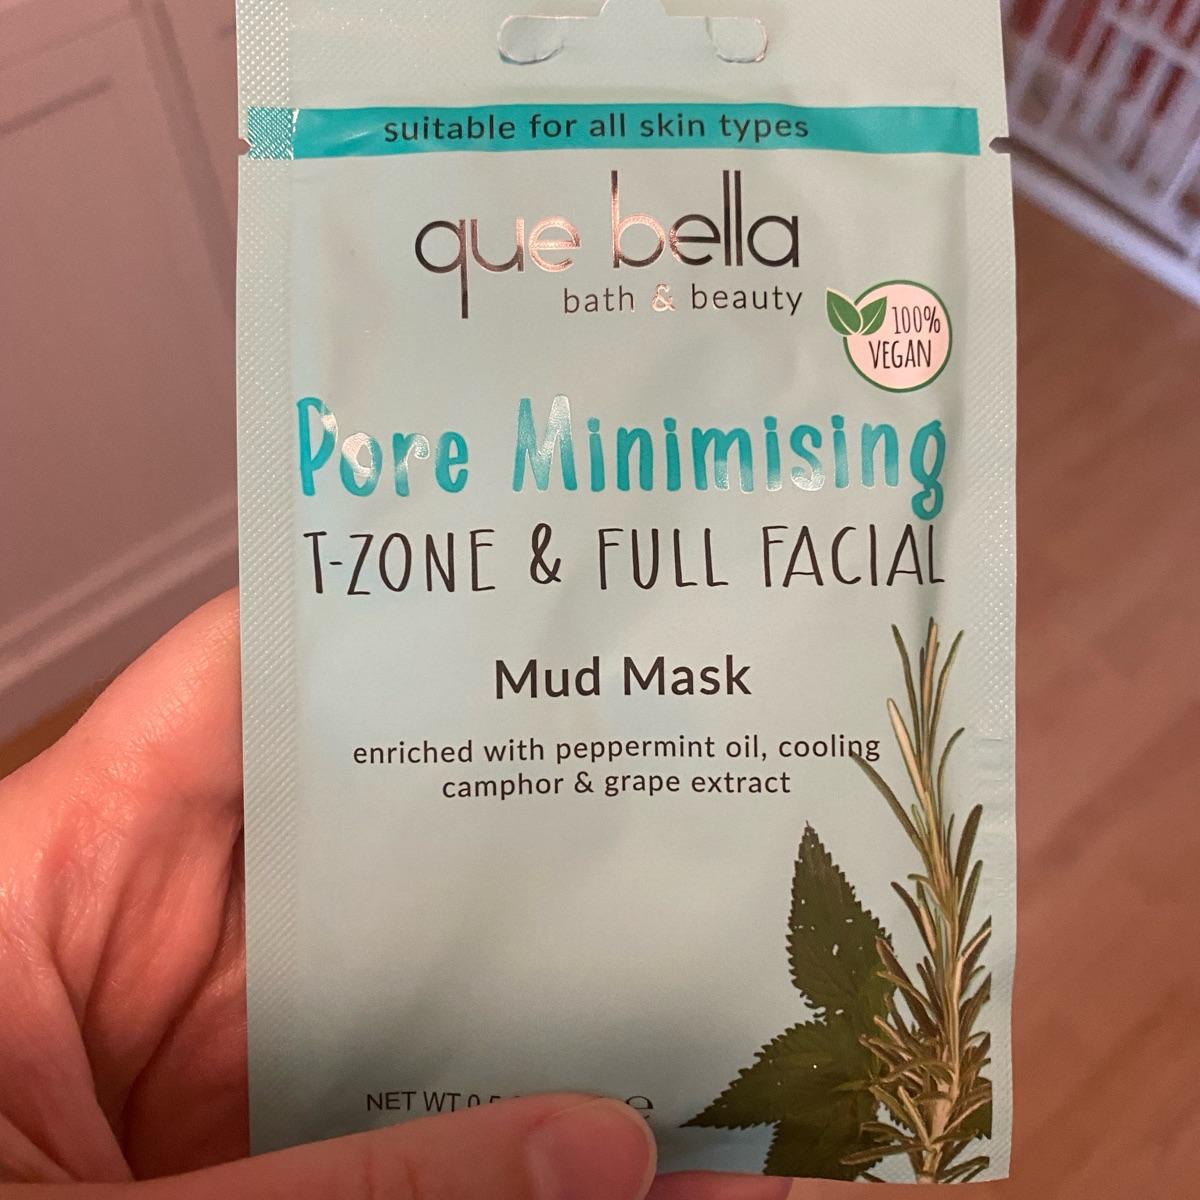 suitable for all skin types
que bella
bath & beauty
100%
VEGAN
Pore Minimising
T-ZONE & FULL FACIAL
Mud Mask
enriched with peppermint oil, cooling
camphor & grape extract
NET WT